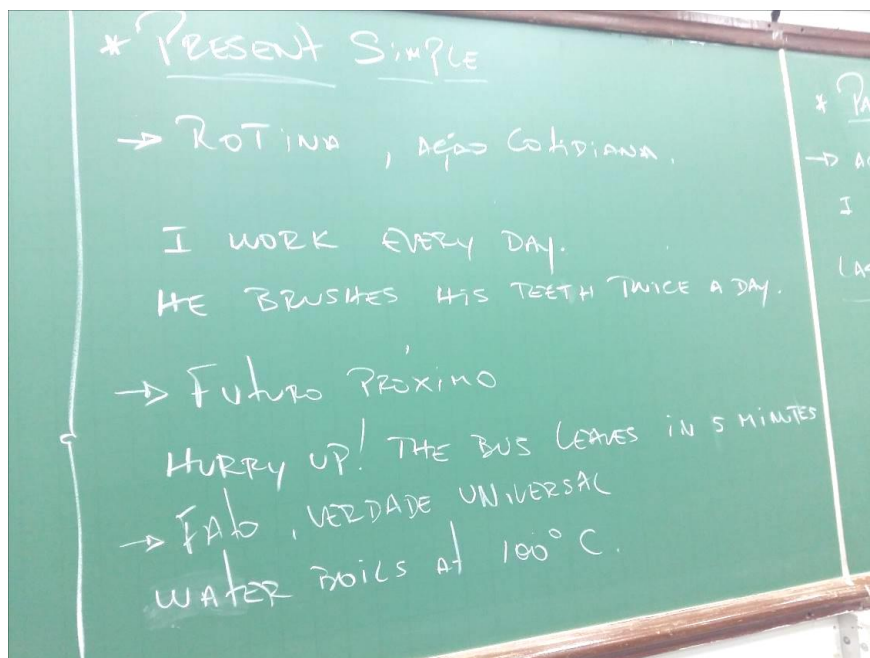 * PRESENT SIMPLE
→ ROTINA, AÇÃO COTIDIANA.
I WORK EVERY DAY.
HE BRUSHES HIS TEETH TWICE A DAY.
→ FUTURO PRÓXIMO
HURRY UP! THE BUS LEAVES IN 5 MINUTES
→ FATO, VERDADE UNIVERSAL
WATER BOILS At 100° C.
*
→
I